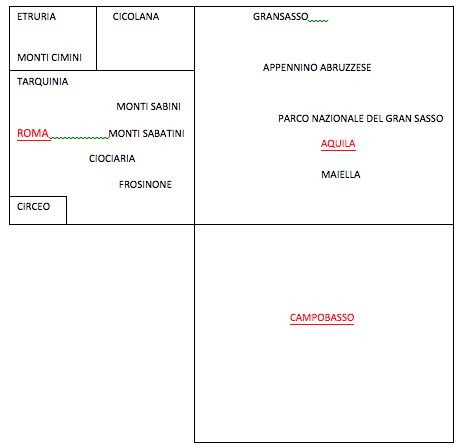 ETRURIA
MONTI CIMINI
CICOLANA
TARQUINIA
MONTI SABINI
ROMA MONTI SABATINI
CIOCIARIA
FROSINONE
CIRCEO
GRANSASSO
APPENNINO ABRUZZESE
PARCO NAZIONALE DEL GRAN SASSO
AQUILA
MAIELLA
CAMPOBASSO